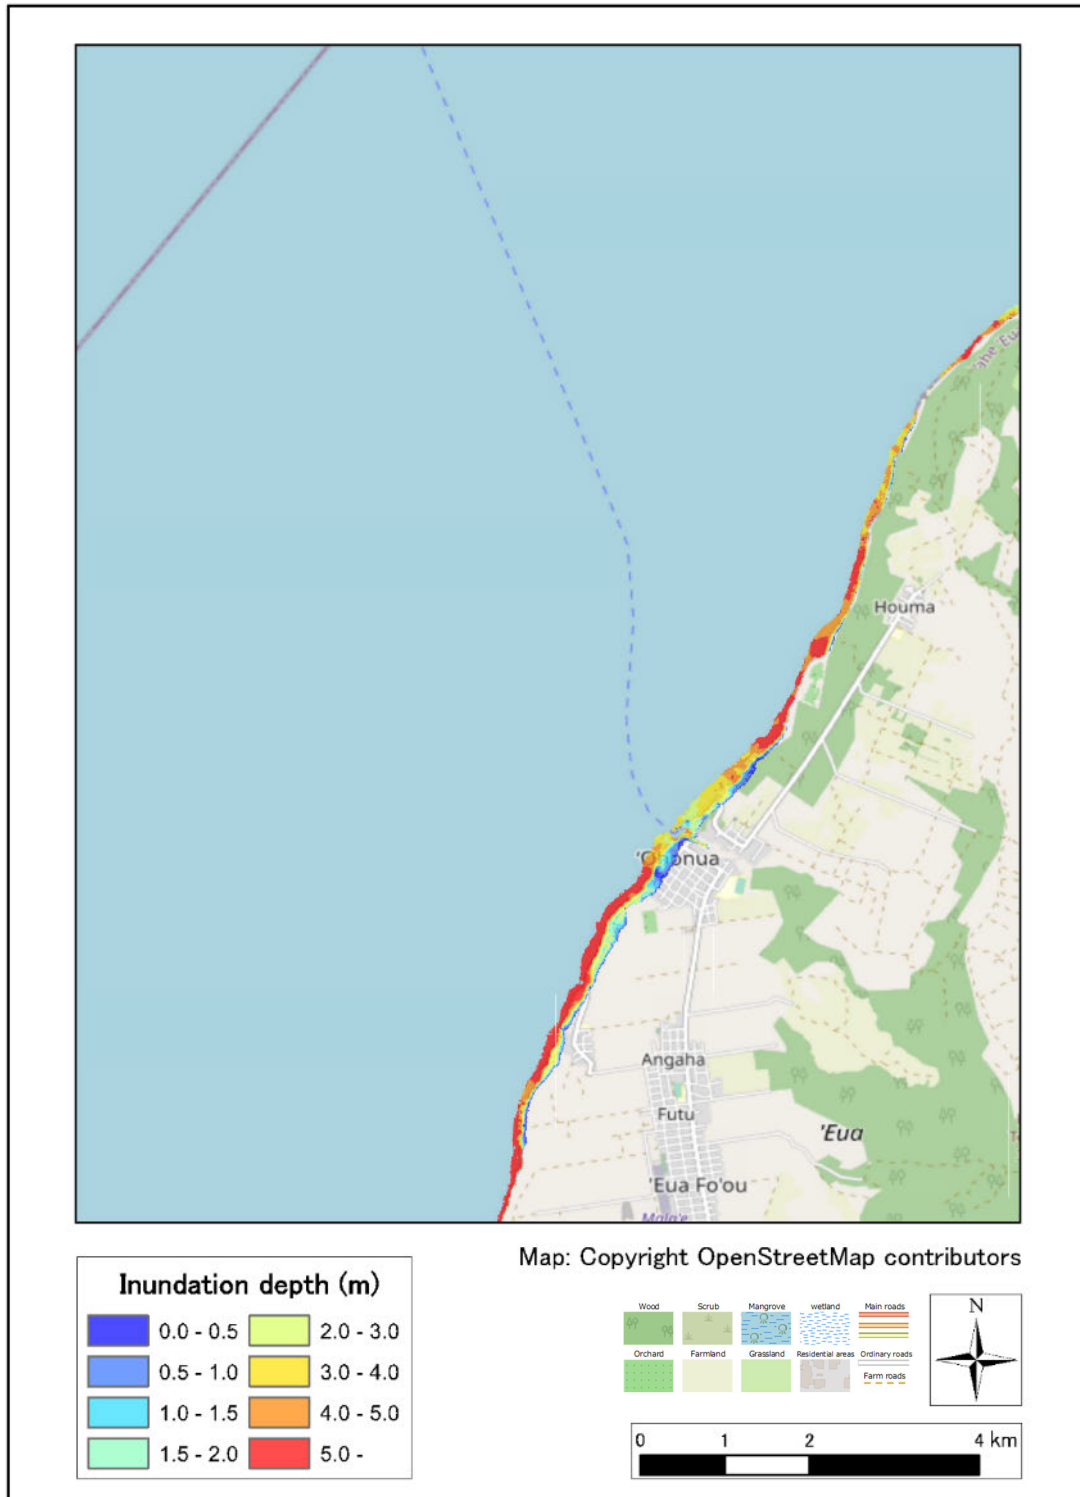 Houma
'Ohonua
Angaha
Futu
'Eua
'Eua Fo'ou
Map: Copyright OpenStreetMap contributors
Inundation depth (m)
0.0 - 0.5
2.0 - 3.0
0.5 - 1.0
3.0 - 4.0
1.0 - 1.5
4.0 - 5.0
1.5 - 2.0
5.0 -
Wood
Scrub
Mangrove
wetland
Main roads
Orchard
Farmland
Grassland
Residential areas
Ordinary roads
Farm roads
N
0 1 2 4 km